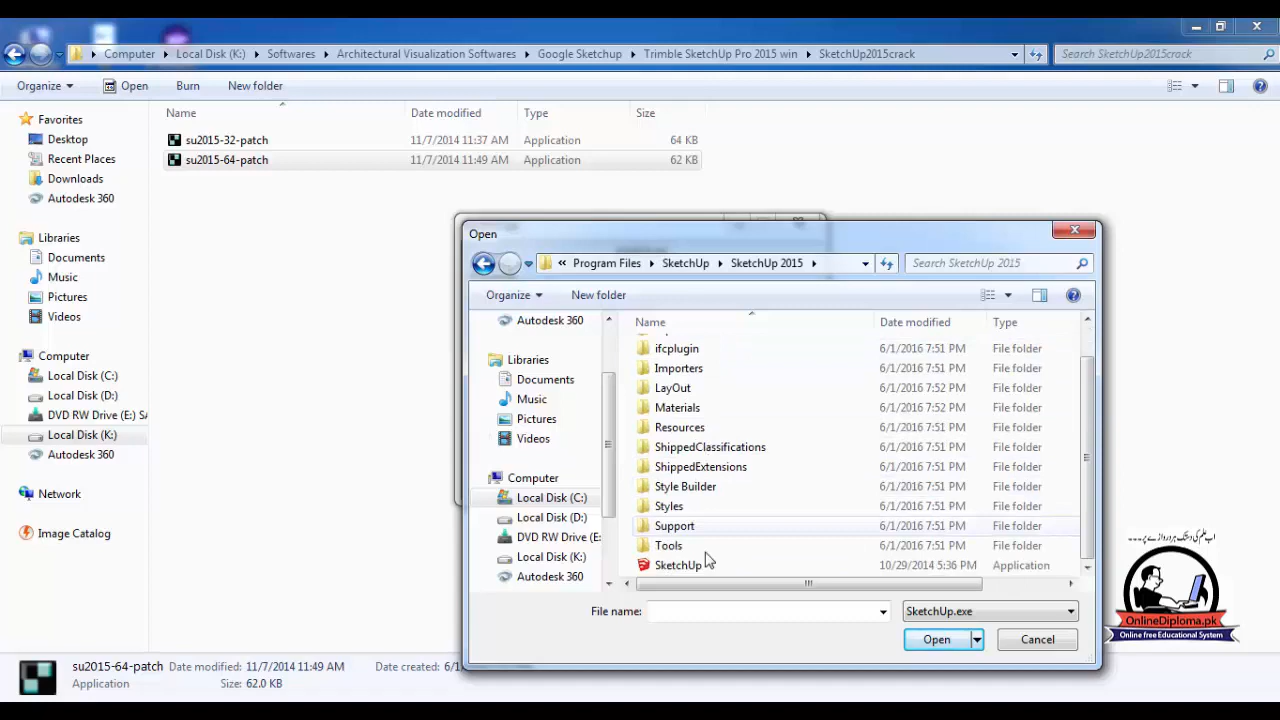 Computer Local Disk (K:) Softwares Architectural Visualization Softwares Google Sketchup Trimble SketchUp Pro 2015 win SketchUp2015crack Search SketchUp2015crack
Organize Open Burn New folder
Favorites
Desktop
Recent Places
Downloads
Autodesk 360
Libraries
Documents
Music
Pictures
Videos
Computer
Local Disk (C:)
Local Disk (D:)
DVD RW Drive (E:) SA
Local Disk (K:)
Autodesk 360
Network
Image Catalog
Name Date modified Type Size
su2015-32-patch 11/7/2014 11:37 AM Application 64 KB
su2015-64-patch 11/7/2014 11:49 AM Application 62 KB
Open
« Program Files SketchUp SketchUp 2015 Search SketchUp 2015
Organize New folder
Autodesk 360
Libraries
Documents
Music
Pictures
Videos
Computer
Local Disk (C:)
Local Disk (D:)
DVD RW Drive (E:
Local Disk (K:)
Autodesk 360
Name Date modified Type
ifcplugin 6/1/2016 7:51 PM File folder
Importers 6/1/2016 7:51 PM File folder
LayOut 6/1/2016 7:52 PM File folder
Materials 6/1/2016 7:52 PM File folder
Resources 6/1/2016 7:51 PM File folder
ShippedClassifications 6/1/2016 7:51 PM File folder
ShippedExtensions 6/1/2016 7:51 PM File folder
Style Builder 6/1/2016 7:51 PM File folder
Styles 6/1/2016 7:51 PM File folder
Support 6/1/2016 7:51 PM File folder
Tools 6/1/2016 7:51 PM File folder
SketchUp 10/29/2014 5:36 PM Application
File name: SketchUp.exe
Open Cancel
اب علم کی دستک ہر دروازے پر...
OnlineDiploma.pk
Online free Educational System
su2015-64-patch Date modified: 11/7/2014 11:49 AM Date created: 6/1
Application Size: 62.0 KB